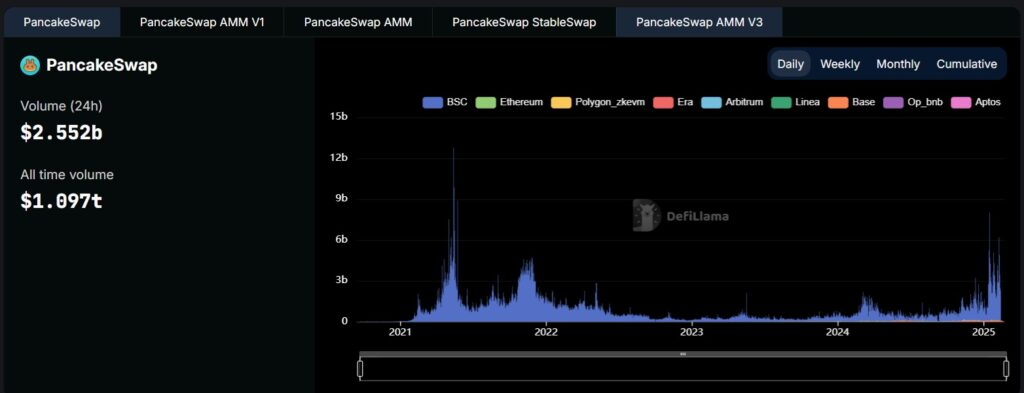 PancakeSwap PancakeSwap AMM V1 PancakeSwap AMM PancakeSwap StableSwap PancakeSwap AMM V3
PancakeSwap
Volume (24h)
$2.552b
All time volume
$1.097t
Daily Weekly Monthly Cumulative
BSC Ethereum Polygon_zkevm Era Arbitrum Linea Base Op_bnb Aptos
15b
12b
9b
6b
3b
0
DefiLlama
2021 2022 2023 2024 2025